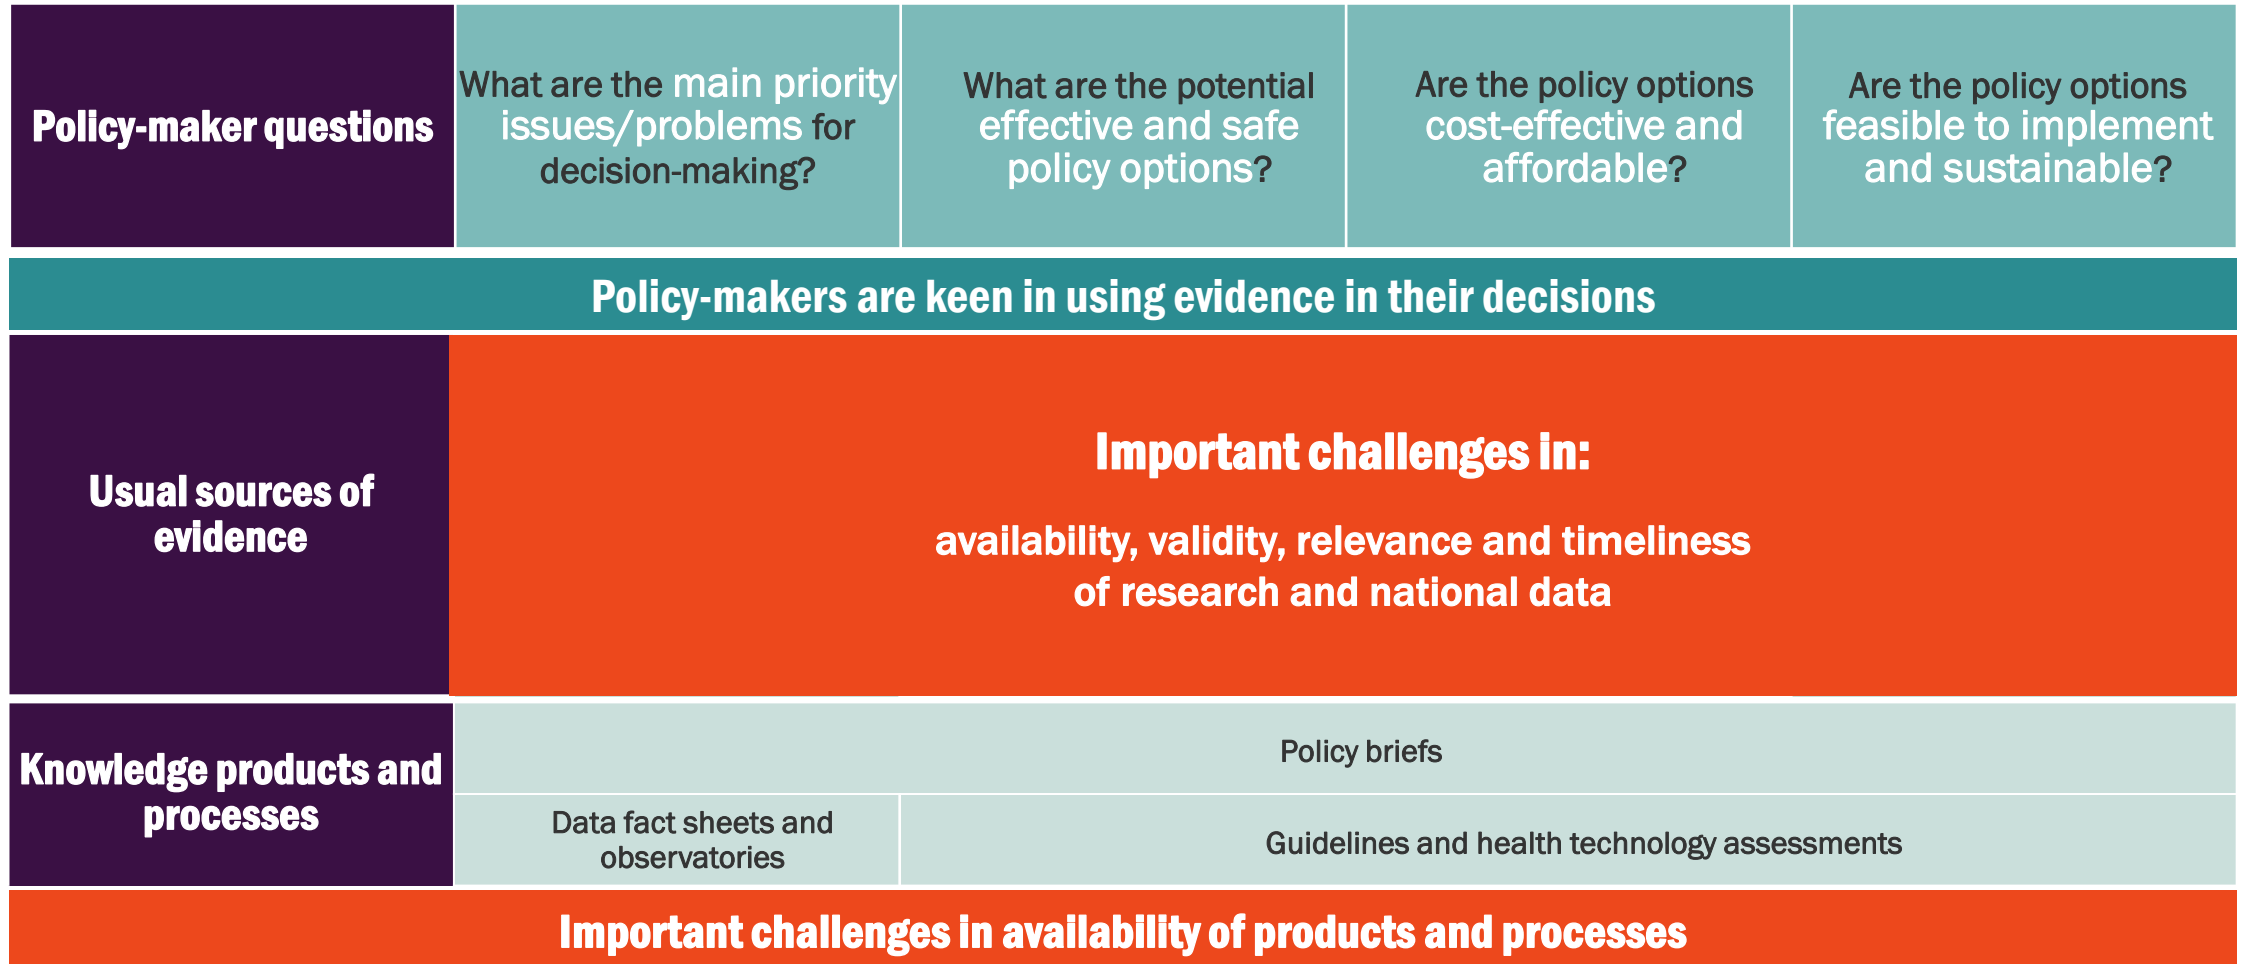 Policy-maker questions
What are the main priority
issues/problems for
decision-making?
What are the potential
effective and safe
policy options?
Are the policy options
cost-effective and
affordable?
Are the policy options
feasible to implement
and sustainable?
Policy-makers are keen in using evidence in their decisions
Usual sources of
evidence
Important challenges in:
availability, validity, relevance and timeliness
of research and national data
Knowledge products and
processes
Policy briefs
Data fact sheets and
observatories
Guidelines and health technology assessments
Important challenges in availability of products and processes